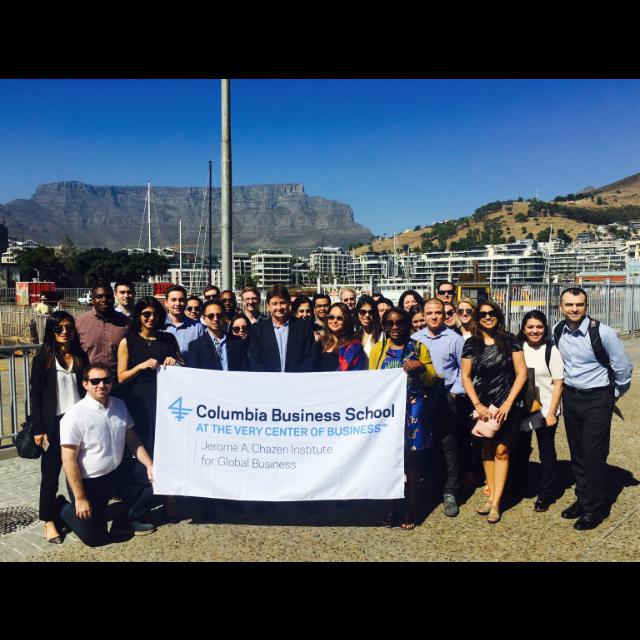 Columbia Business School
AT THE VERY CENTER OF BUSINESS™
Jerome A. Chazen Institute
for Global Business